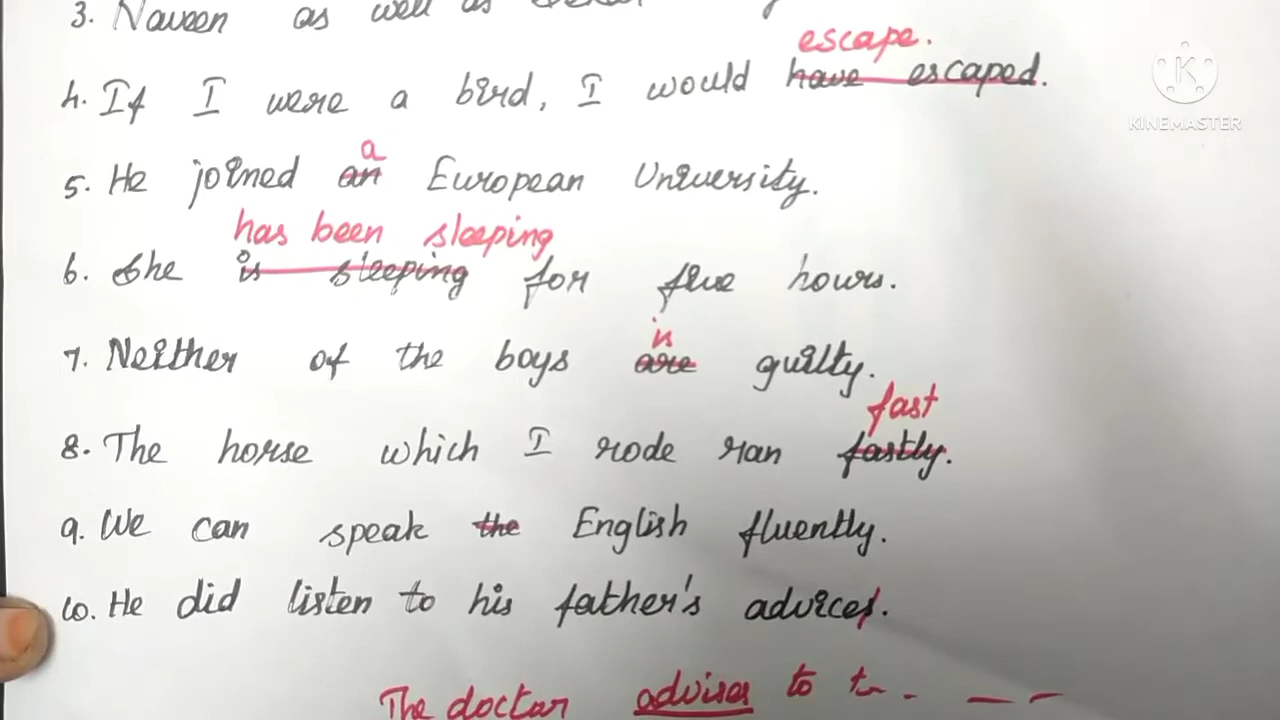 3. Naveen as well as
escape.
4. If I were a bird, I would have escaped.
a
5. He joined an European University.
has been sleeping
6. She is sleeping for five hours.
is
7. Neither of the boys are guilty.
fast
8. The horse which I rode ran fastly.
9. We can speak the English fluently.
10. He did listen to his father's advices.
The doctor advises to
K
KINEMASTER